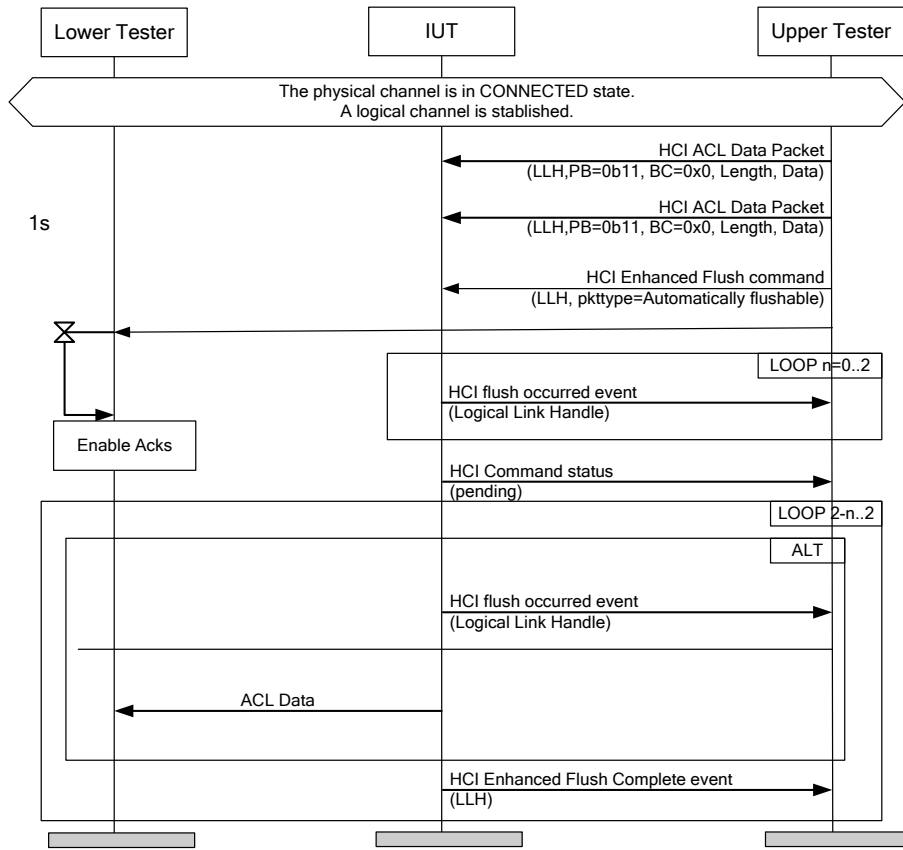 Lower Tester
IUT
Upper Tester
The physical channel is in CONNECTED state.
A logical channel is stablished.
HCI ACL Data Packet
(LLH,PB=0b11, BC=0x0, Length, Data)
1s
HCI ACL Data Packet
(LLH,PB=0b11, BC=0x0, Length, Data)
HCI Enhanced Flush command
(LLH, pkttype=Automatically flushable)
LOOP n=0..2
HCI flush occurred event
(Logical Link Handle)
Enable Acks
HCI Command status
(pending)
LOOP 2-n..2
ALT
HCI flush occurred event
(Logical Link Handle)
ACL Data
HCI Enhanced Flush Complete event
(LLH)